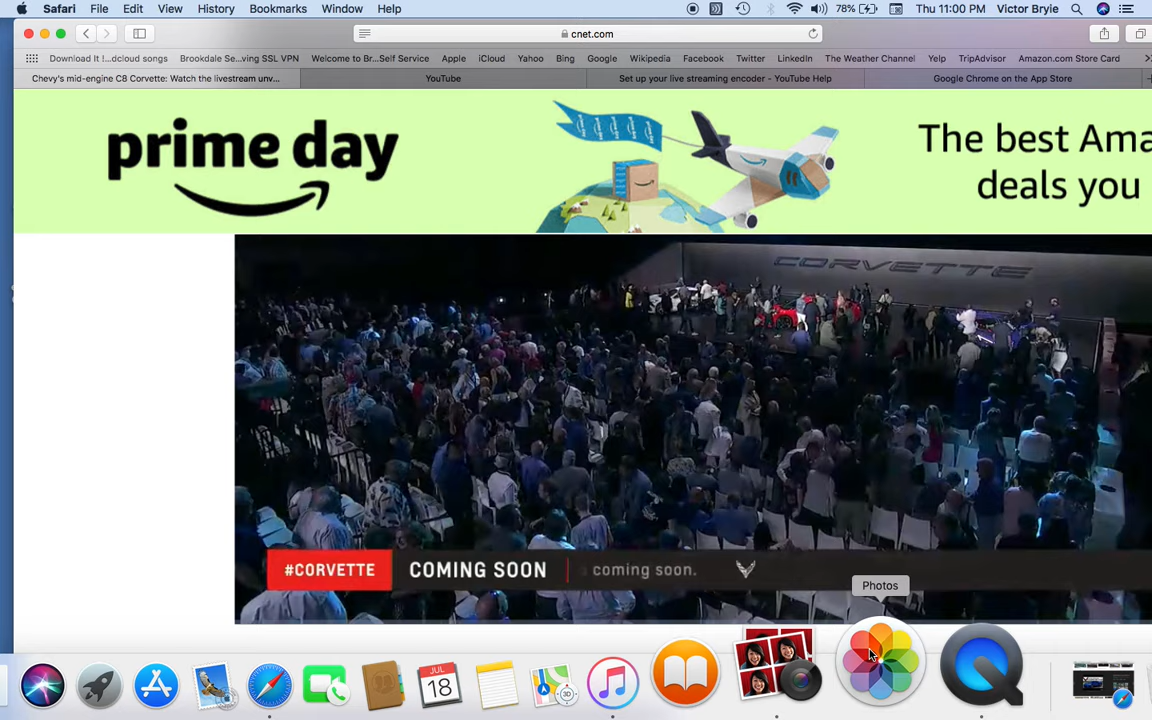 Safari File Edit View History Bookmarks Window Help 78% Thu 11:00 PM Victor Bryie
cnet.com
Download It !...dcloud songs Brookdale Se...ving SSL VPN Welcome to Br...Self Service Apple iCloud Yahoo Bing Google Wikipedia Facebook Twitter LinkedIn The Weather Channel Yelp TripAdvisor Amazon.com Store Card
Chevy's mid-engine C8 Corvette: Watch the livestream unv... YouTube Set up your live streaming encoder - YouTube Help Google Chrome on the App Store
prime day
The best Ama
deals you
CORVETTE
#CORVETTE COMING SOON coming soon.
Photos
JUL
18
3D